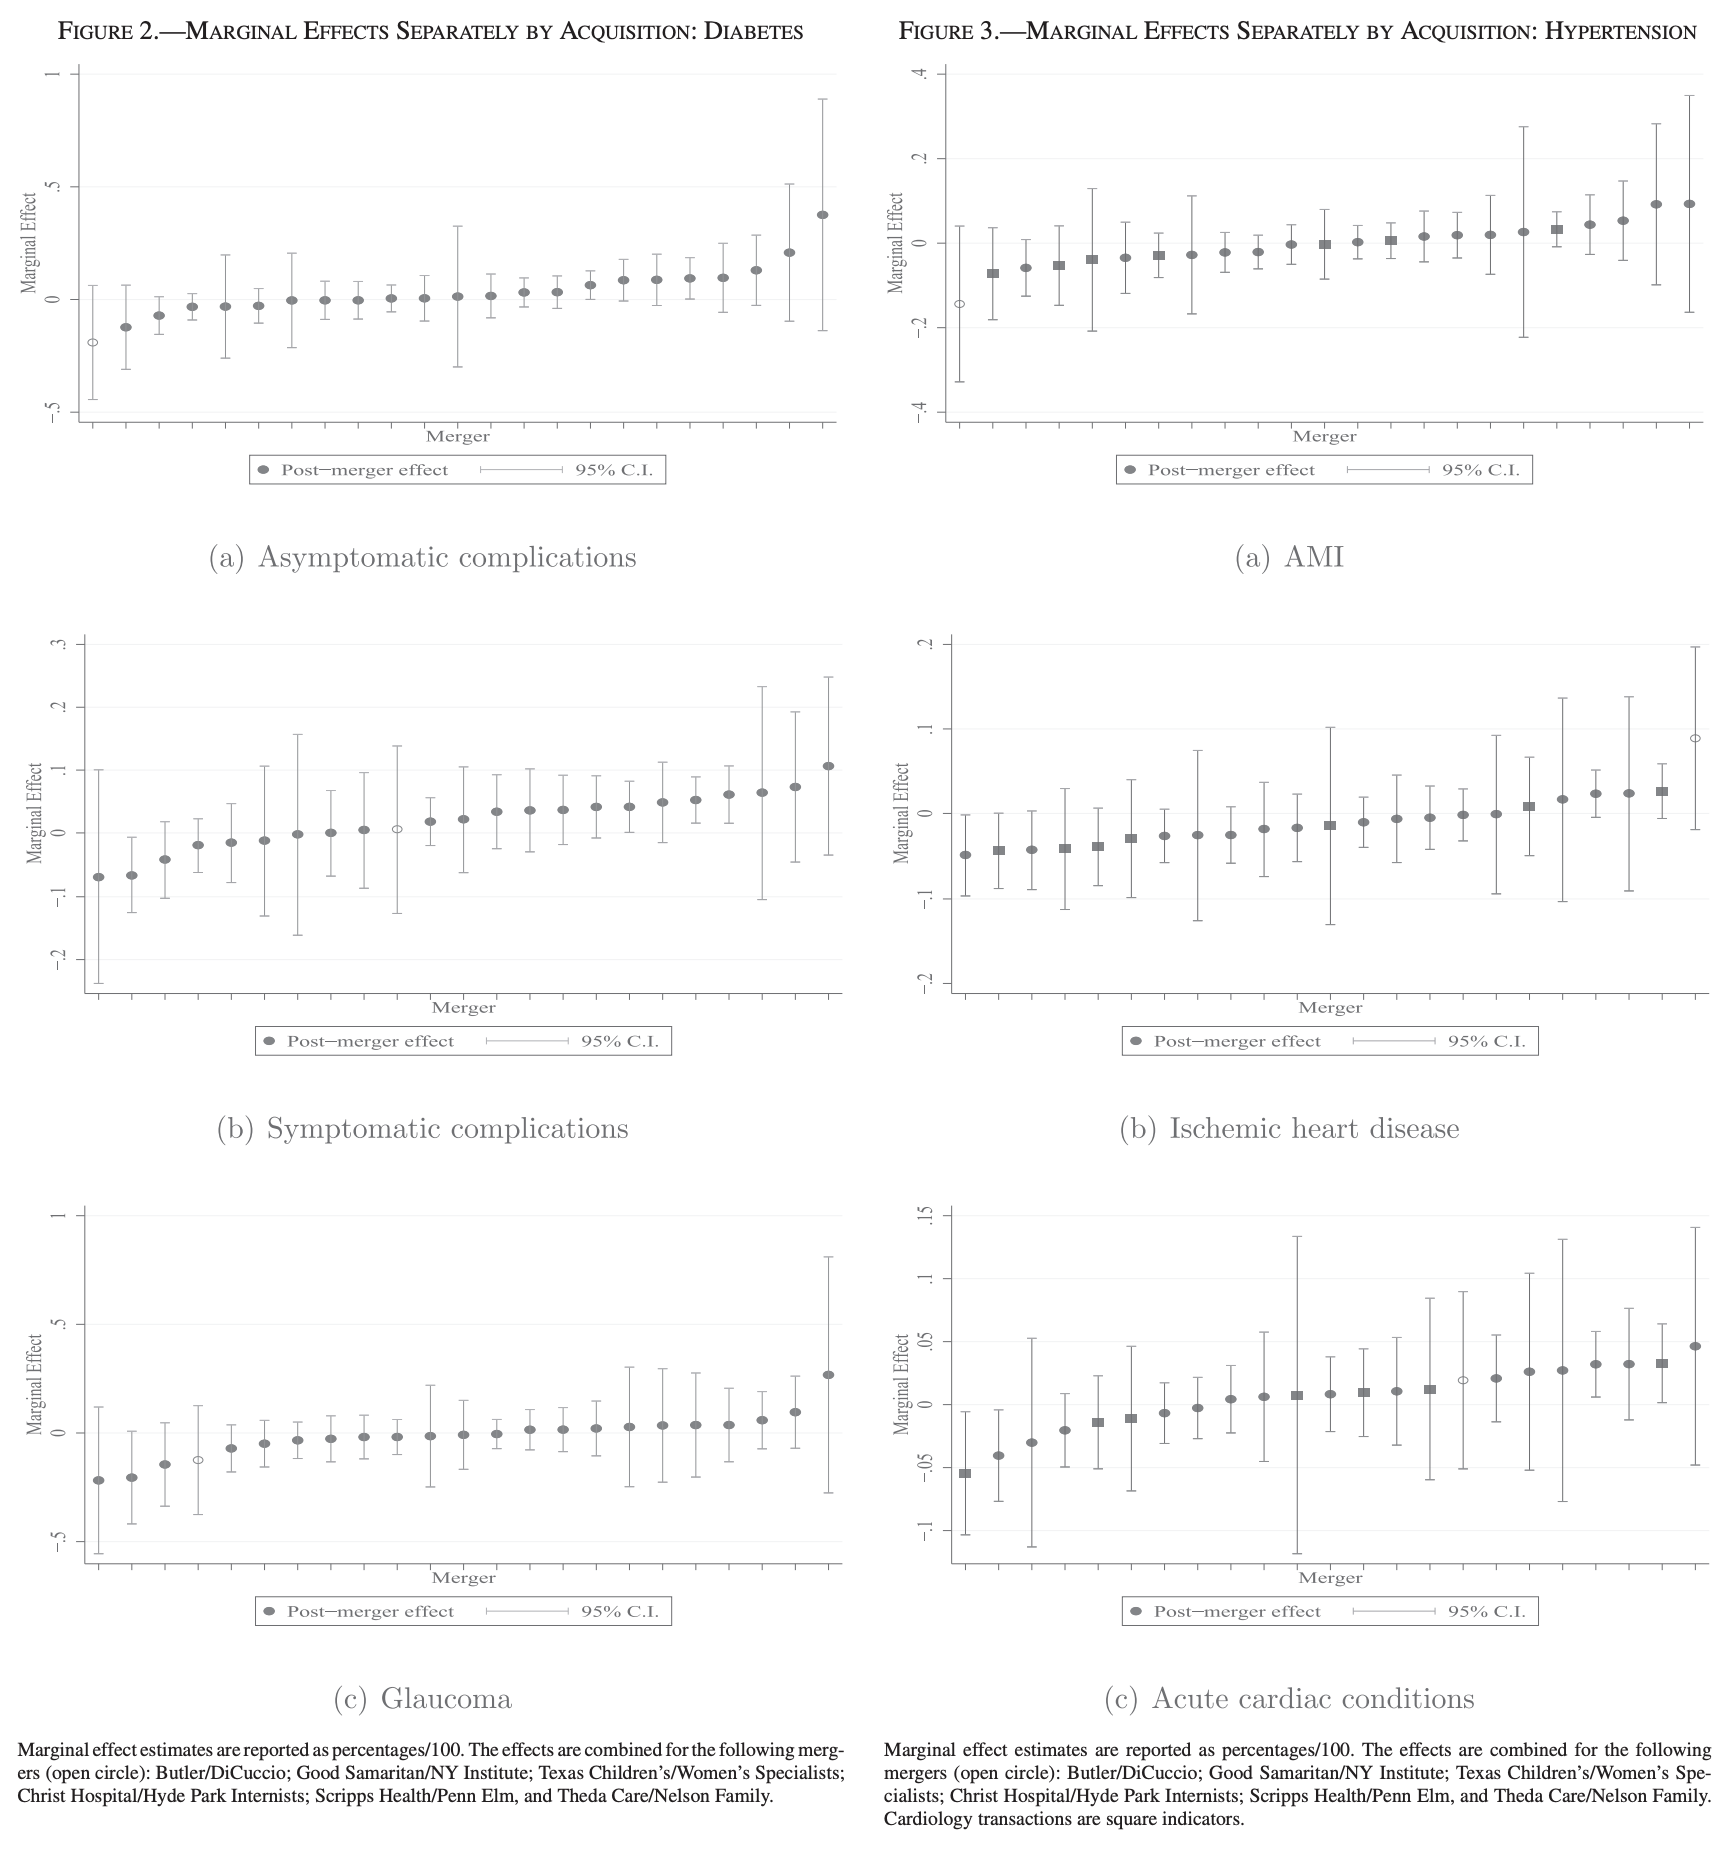 FIGURE 2.—MARGINAL EFFECTS SEPARATELY BY ACQUISITION: DIABETES
1
.5
0
−.5
Marginal Effect
Merger
Post−merger effect 95% C.I.
(a) Asymptomatic complications
.3
.2
.1
0
−.1
−.2
Marginal Effect
Merger
Post−merger effect 95% C.I.
(b) Symptomatic complications
1
.5
0
−.5
Marginal Effect
Merger
Post−merger effect 95% C.I.
(c) Glaucoma
Marginal effect estimates are reported as percentages/100. The effects are combined for the following merg-
ers (open circle): Butler/DiCuccio; Good Samaritan/NY Institute; Texas Children's/Women's Specialists;
Christ Hospital/Hyde Park Internists; Scripps Health/Penn Elm, and Theda Care/Nelson Family.
FIGURE 3.—MARGINAL EFFECTS SEPARATELY BY ACQUISITION: HYPERTENSION
.4
.2
0
−.2
−.4
Marginal Effect
Merger
Post−merger effect 95% C.I.
(a) AMI
.2
.1
0
−.1
−.2
Marginal Effect
Merger
Post−merger effect 95% C.I.
(b) Ischemic heart disease
.15
.1
.05
0
−.05
−.1
Marginal Effect
Merger
Post−merger effect 95% C.I.
(c) Acute cardiac conditions
Marginal effect estimates are reported as percentages/100. The effects are combined for the following
mergers (open circle): Butler/DiCuccio; Good Samaritan/NY Institute; Texas Children's/Women's Spe-
cialists; Christ Hospital/Hyde Park Internists; Scripps Health/Penn Elm, and Theda Care/Nelson Family.
Cardiology transactions are square indicators.